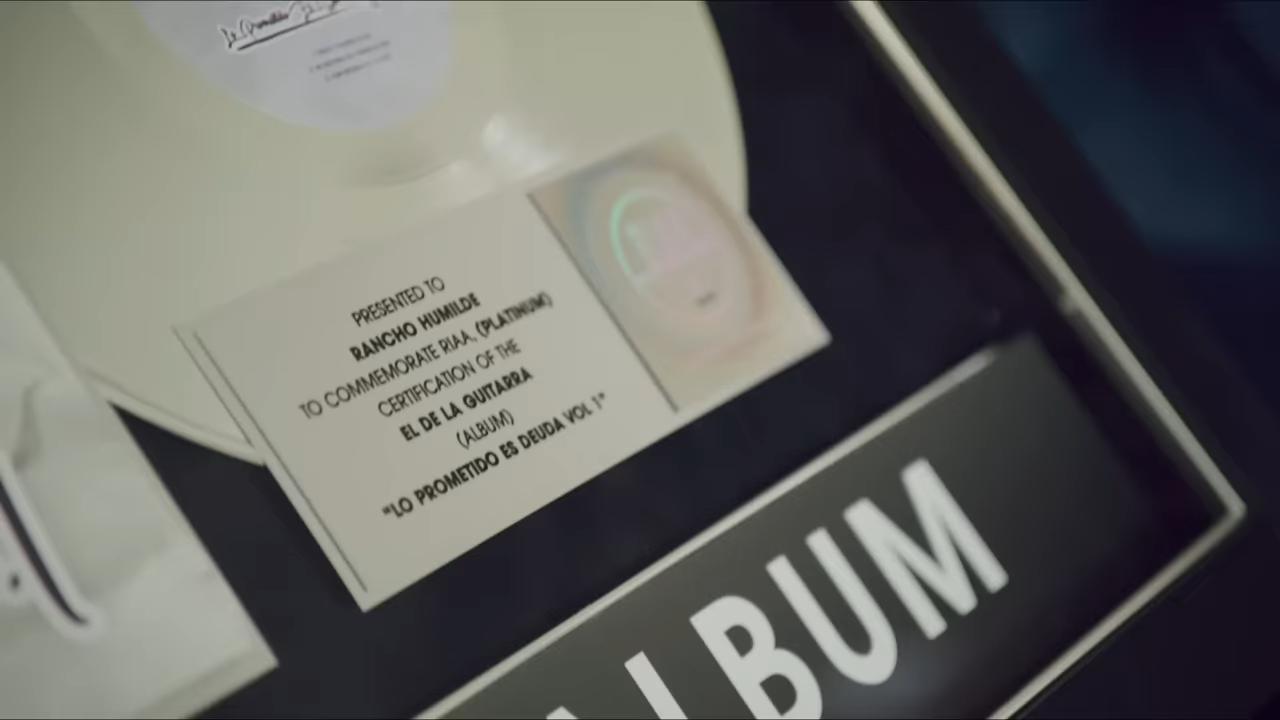 PRESENTED TO
RANCHO HUMILDE
TO COMMEMORATE RIAA, (PLATINUM)
CERTIFICATION OF THE
EL DE LA GUITARRA
(ALBUM)
"LO PROMETIDO ES DEUDA VOL 1"
ALBUM